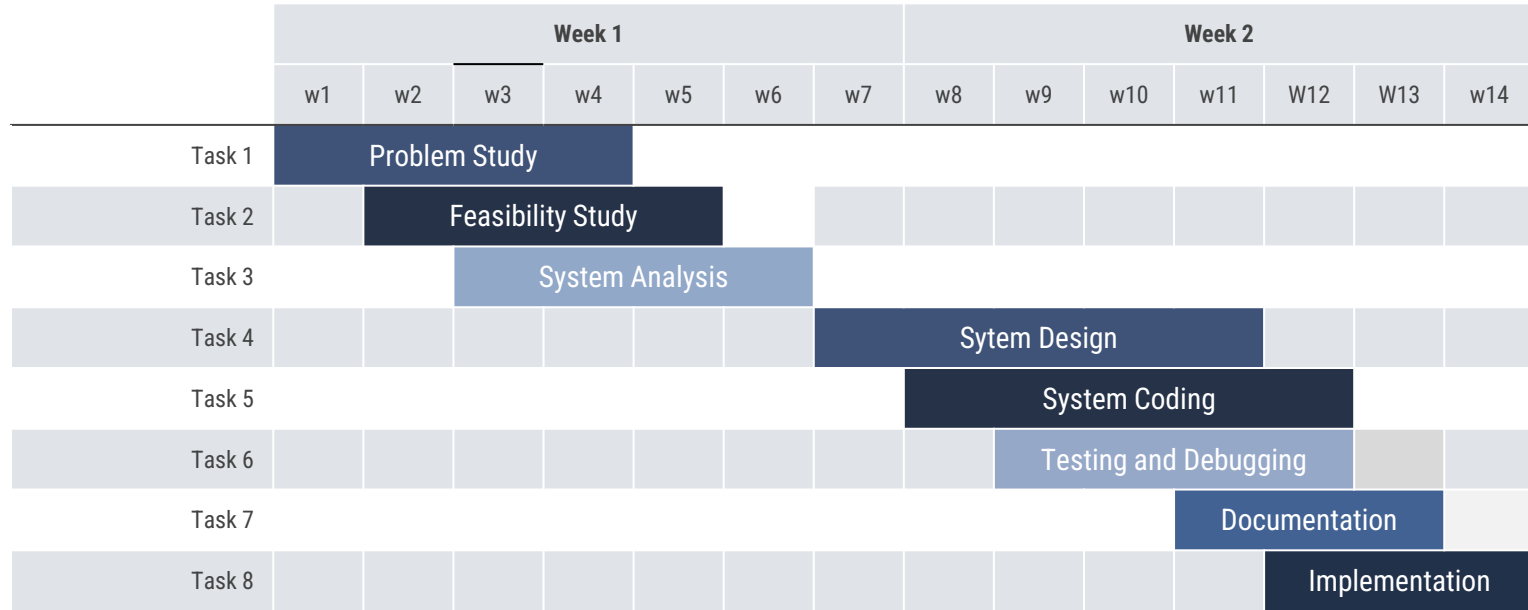 Week 1 Week 2
w1 w2 w3 w4 w5 w6 w7 w8 w9 w10 w11 W12 W13 w14
Task 1 Problem Study
Task 2 Feasibility Study
Task 3 System Analysis
Task 4 Sytem Design
Task 5 System Coding
Task 6 Testing and Debugging
Task 7 Documentation
Task 8 Implementation